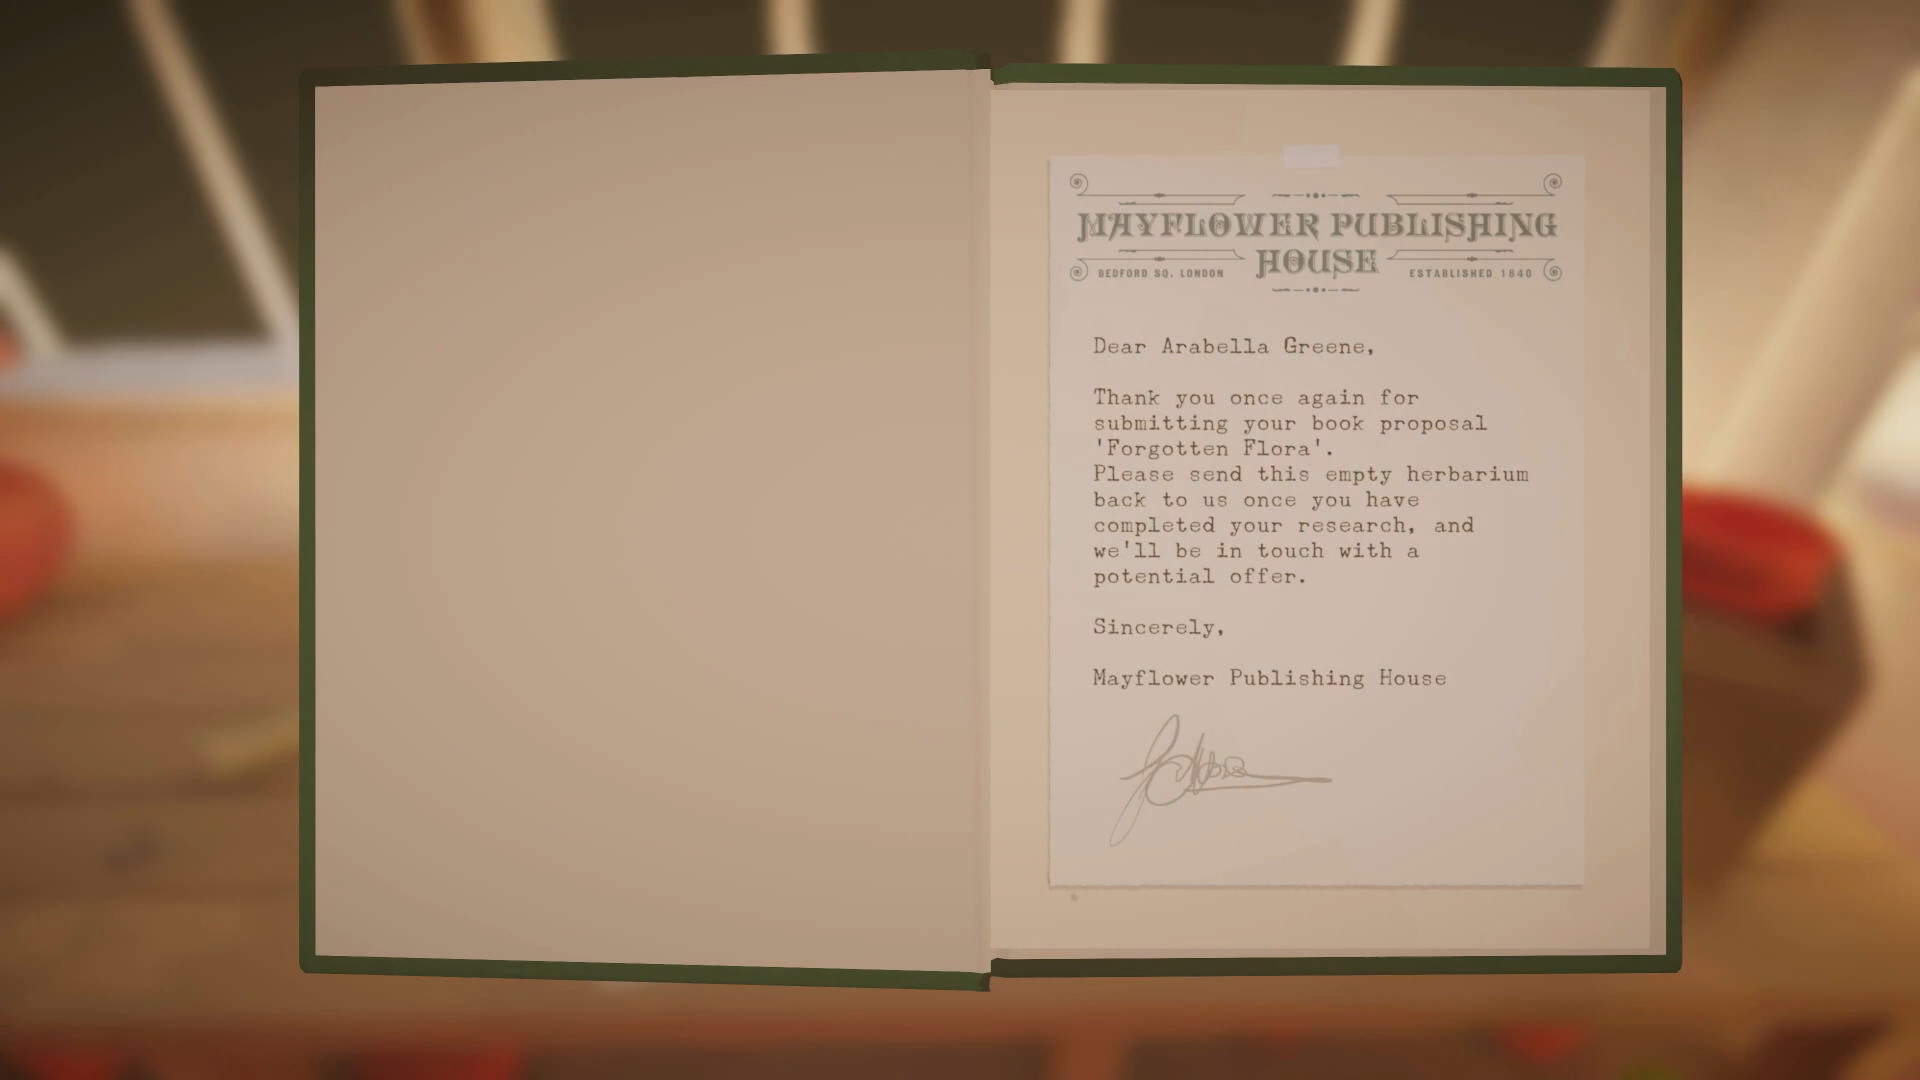 MAYFLOWER PUBLISHING
HOUSE
BEDFORD SQ. LONDON
ESTABLISHED 1840
Dear Arabella Greene,
Thank you once again for
submitting your book proposal
'Forgotten Flora'.
Please send this empty herbarium
back to us once you have
completed your research, and
we'll be in touch with a
potential offer.
Sincerely,
Mayflower Publishing House